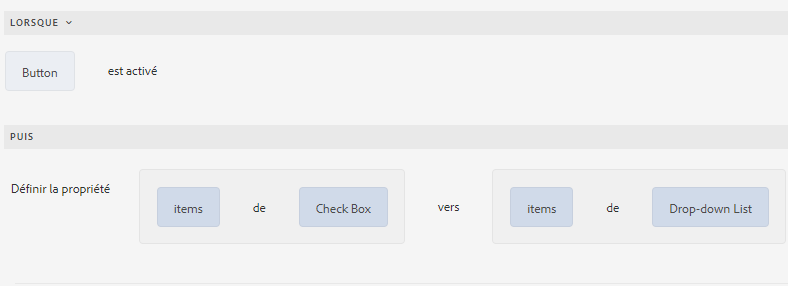 LORSQUE
Button est activé
PUIS
Définir la propriété items de Check Box vers items de Drop-down List